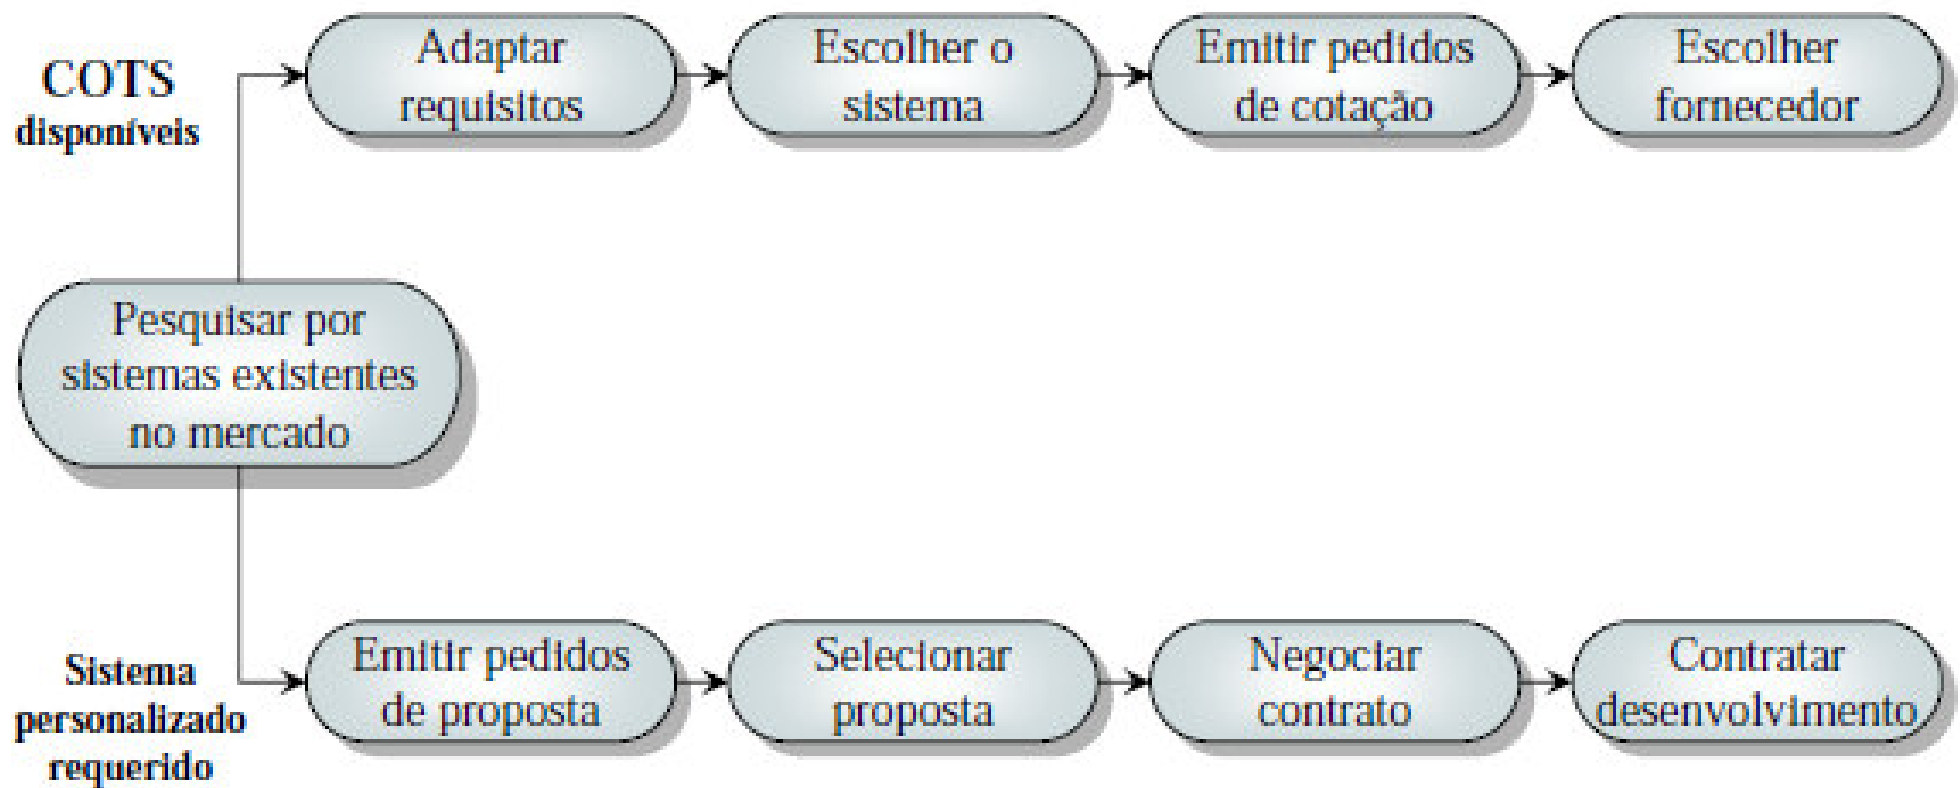 COTS
disponíveis
Adaptar
requisitos
Escolher o
sistema
Emitir pedidos
de cotação
Escolher
fornecedor
Pesquisar por
sistemas existentes
no mercado
Sistema
personalizado
requerido
Emitir pedidos
de proposta
Selecionar
proposta
Negociar
contrato
Contratar
desenvolvimento